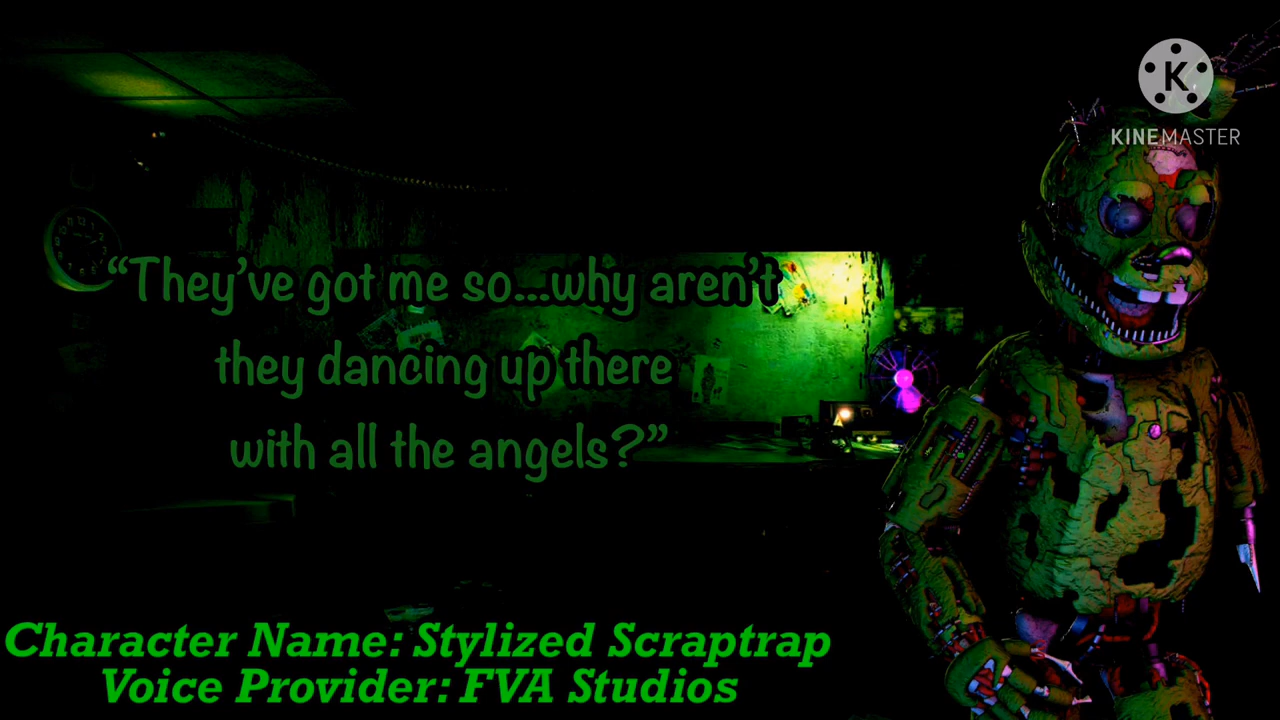 KINEMASTER
“They’ve got me so...why aren’t
they dancing up there
with all the angels?”
Character Name: Stylized Scraptrap
Voice Provider: FVA Studios